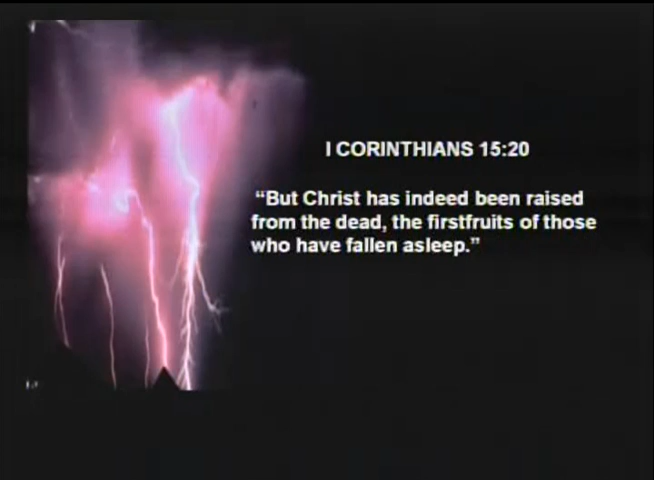 I CORINTHIANS 15:20
“But Christ has indeed been raised
from the dead, the firstfruits of those
who have fallen asleep.”